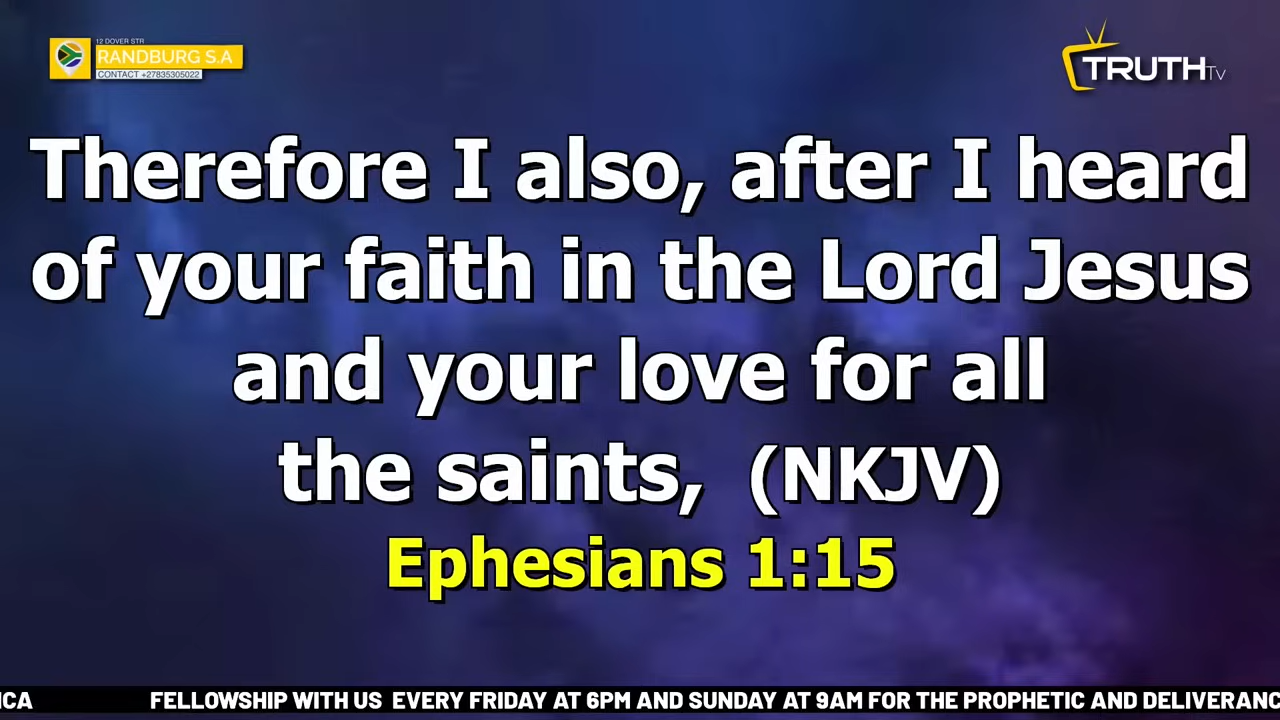 12 DOVER STR
RANDBURG S.A
CONTACT +27835305022
TRUTH TV
Therefore I also, after I heard
of your faith in the Lord Jesus
and your love for all
the saints, (NKJV)
Ephesians 1:15
FELLOWSHIP WITH US EVERY FRIDAY AT 6PM AND SUNDAY AT 9AM FOR THE PROPHETIC AND